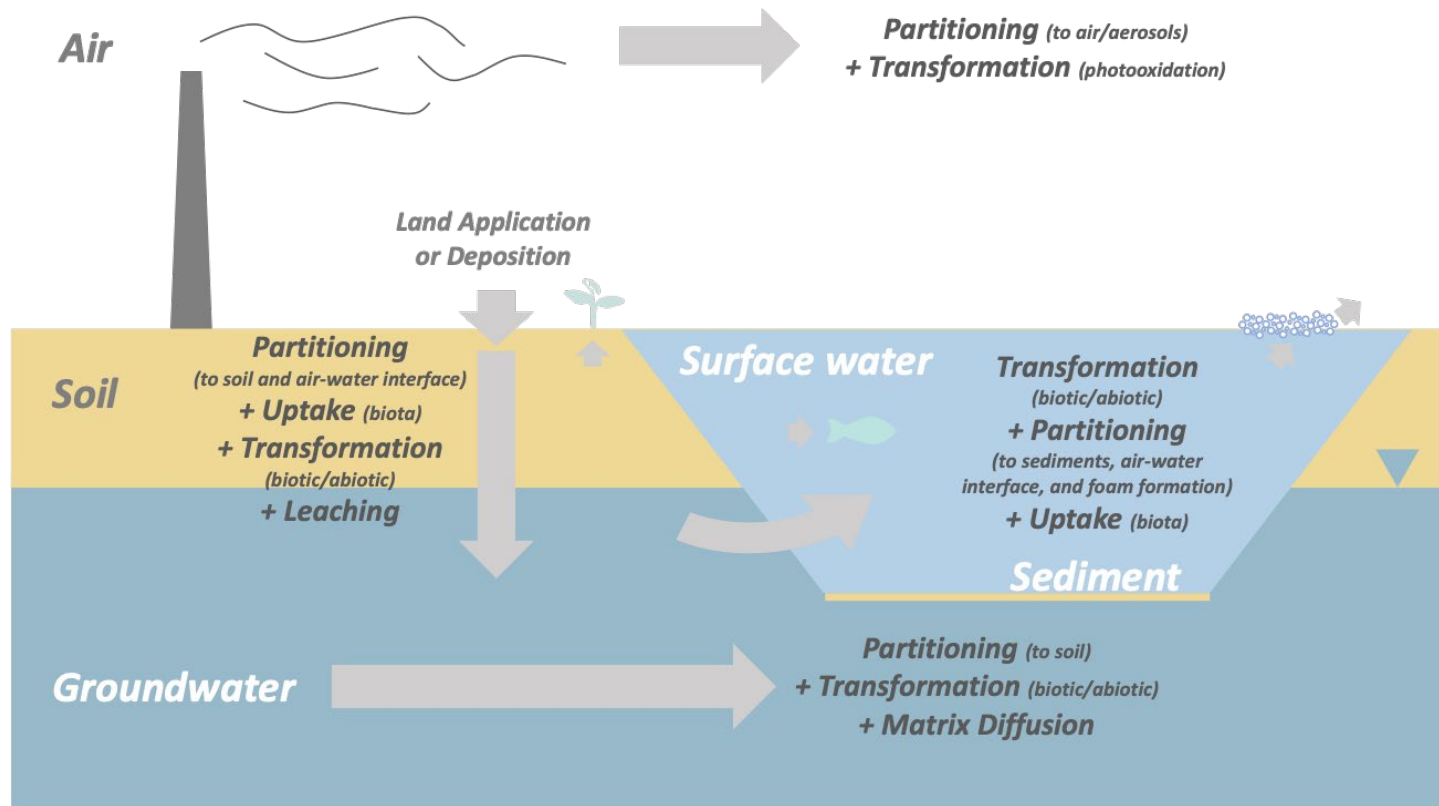 Air
Partitioning (to air/aerosols)
+ Transformation (photooxidation)
Land Application
or Deposition
Soil
Partitioning
(to soil and air-water interface)
+ Uptake (biota)
+ Transformation
(biotic/abiotic)
+ Leaching
Surface water
Transformation
(biotic/abiotic)
+ Partitioning
(to sediments, air-water
interface, and foam formation)
+ Uptake (biota)
Sediment
Groundwater
Partitioning (to soil)
+ Transformation (biotic/abiotic)
+ Matrix Diffusion